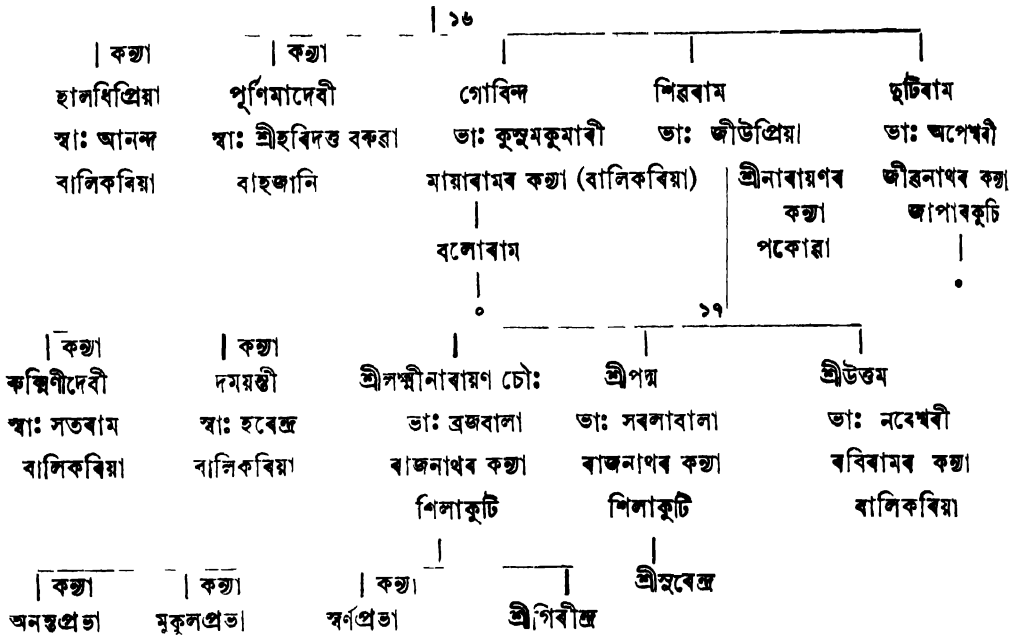 ১৬
কন্যা কন্যা
হালধিপ্ৰিয়া পূৰ্ণিমাদেবী গোবিন্দ শিৱৰাম ছুটিৰাম
স্বাঃ আনন্দ স্বাঃ শ্ৰীহৰিদত্ত বৰুৱা ভাঃ কুসুমকুমাৰী ভাঃ জীউপ্ৰিয়া ভাঃ অপেশ্বৰী
বালিকৰিয়া বাহজানি মায়াৰামৰ কন্যা (বালিকৰিয়া) শ্ৰীনাৰায়ণৰ জীৱনাথৰ কন্যা
কন্যা জাপাৰকুচি
বলোৰাম পকোৱা
১৭
কন্যা কন্যা
ৰুক্মিণীদেবী দময়ন্তী শ্ৰীলক্ষ্মীনাৰায়ণ চৌঃ শ্ৰীপদ্ম শ্ৰীউত্তম
স্বাঃ সতৰাম স্বাঃ হৰেন্দ্ৰ ভাঃ ব্ৰজবালা ভাঃ সৰলাবালা ভাঃ নবেশ্বৰী
বালিকৰিয়া বালিকৰিয়া ৰাজনাথৰ কন্যা ৰাজনাথৰ কন্যা ৰবিৰামৰ কন্যা
শিলাকুটি শিলাকুটি বালিকৰিয়া
কন্যা কন্যা কন্যা শ্ৰীসুৰেন্দ্ৰ
অনন্তপ্ৰভা মুকুলপ্ৰভা স্বৰ্ণপ্ৰভা শ্ৰীগিৰীন্দ্ৰ